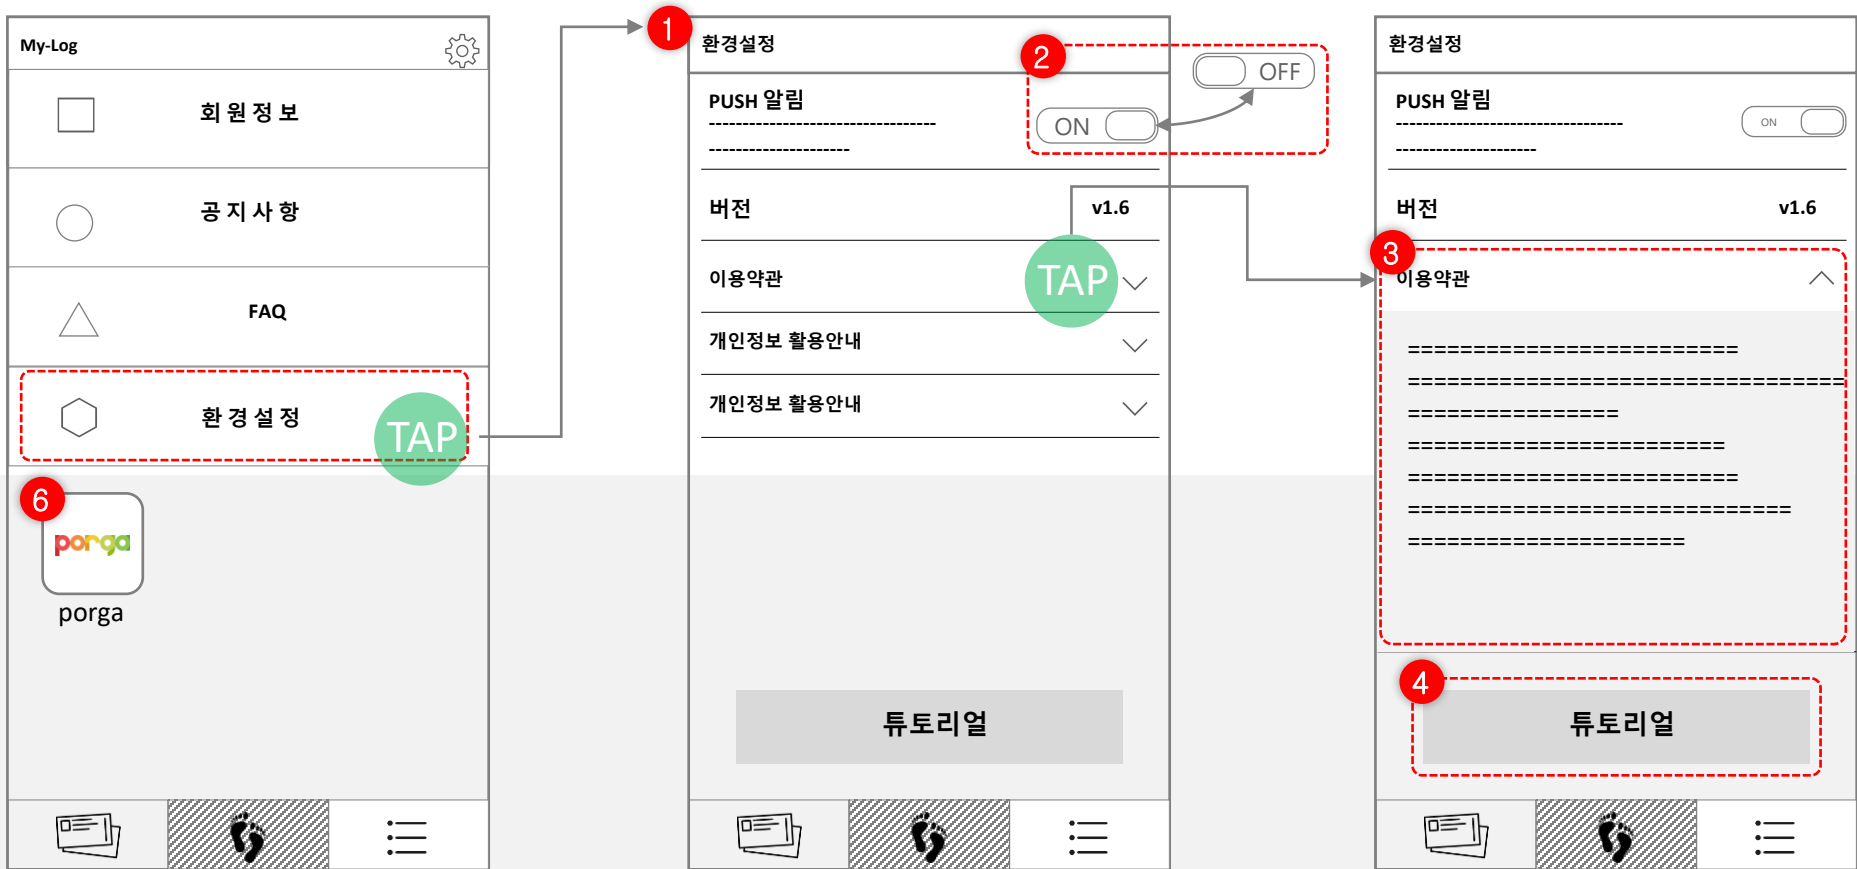 My-Log
회 원 정 보
공 지 사 항
FAQ
환 경 설 정
TAP
6
porga
porga
1
환경설정
2
OFF
PUSH 알림
ON
버전
v1.6
이용약관
TAP
개인정보 활용안내
개인정보 활용안내
튜토리얼
환경설정
PUSH 알림
ON
버전
v1.6
3
이용약관
4
튜토리얼